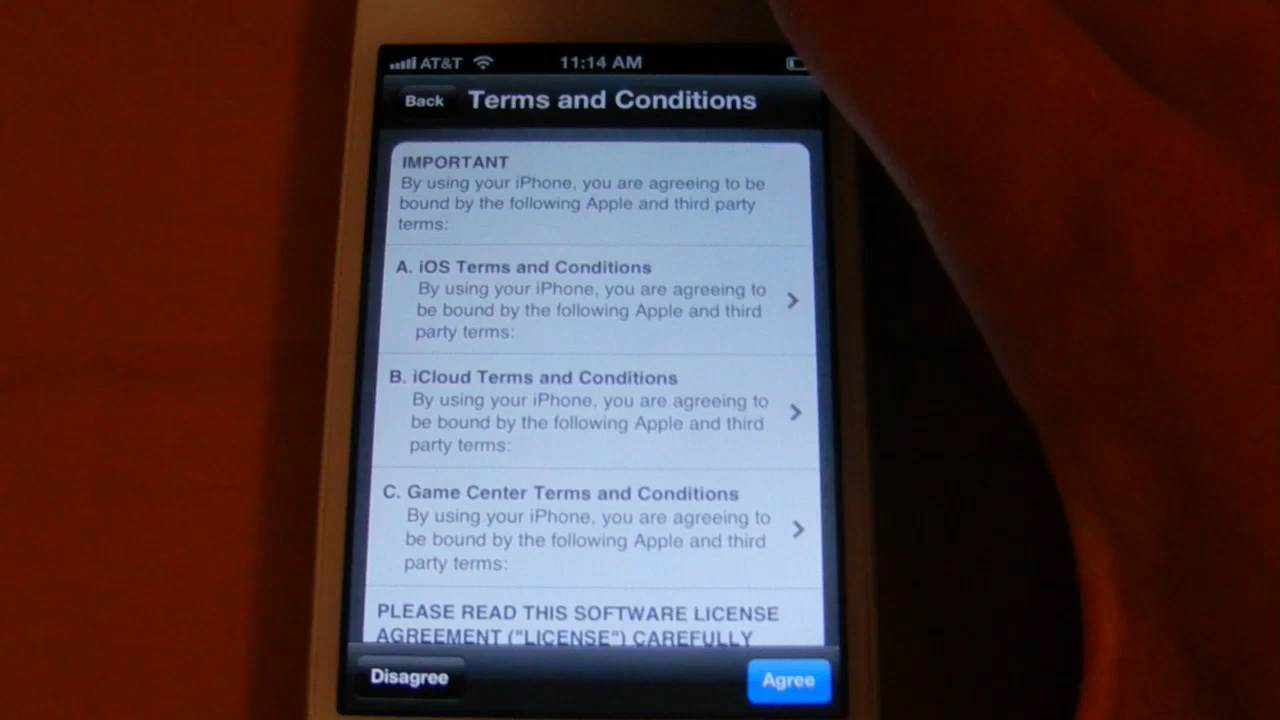 AT&T 11:14 AM
Back Terms and Conditions
IMPORTANT
By using your iPhone, you are agreeing to be
bound by the following Apple and third party
terms:
A. iOS Terms and Conditions
By using your iPhone, you are agreeing to
be bound by the following Apple and third
party terms:
B. iCloud Terms and Conditions
By using your iPhone, you are agreeing to
be bound by the following Apple and third
party terms:
C. Game Center Terms and Conditions
By using your iPhone, you are agreeing to
be bound by the following Apple and third
party terms:
PLEASE READ THIS SOFTWARE LICENSE
AGREEMENT ("LICENSE") CAREFULLY
Disagree Agree